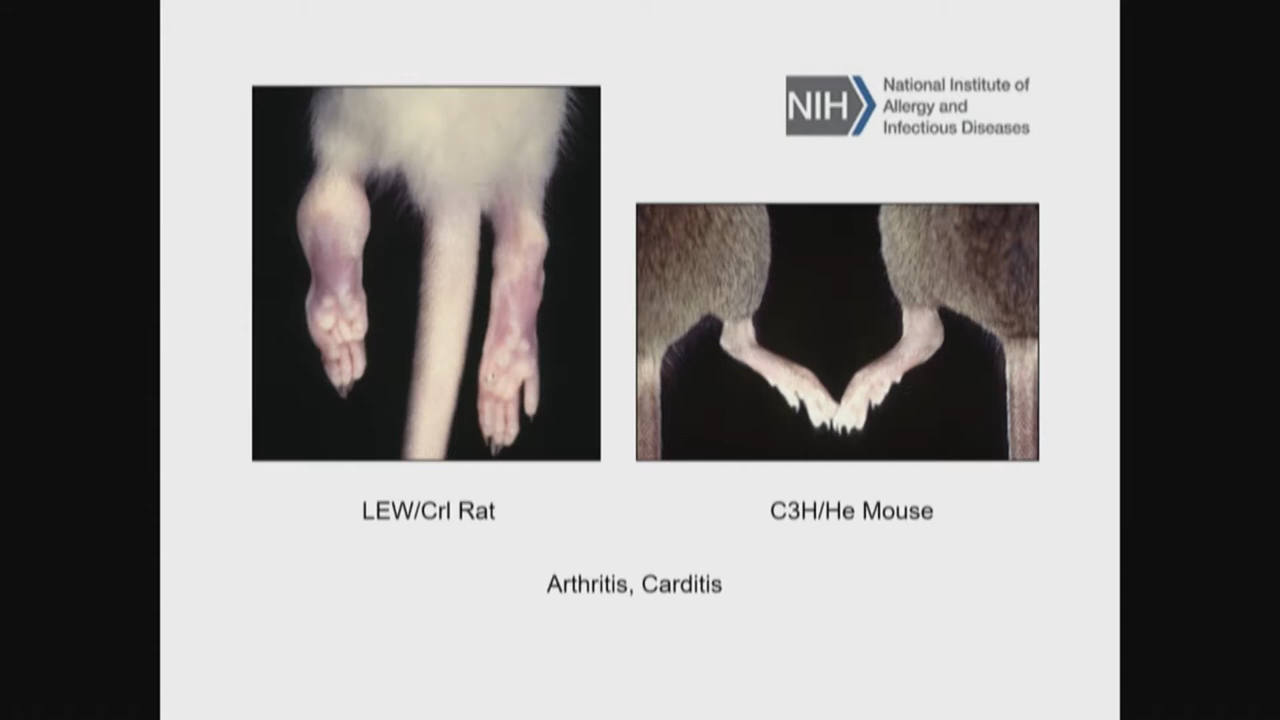 NIH
National Institute of
Allergy and
Infectious Diseases
LEW/Crl Rat
C3H/He Mouse
Arthritis, Carditis